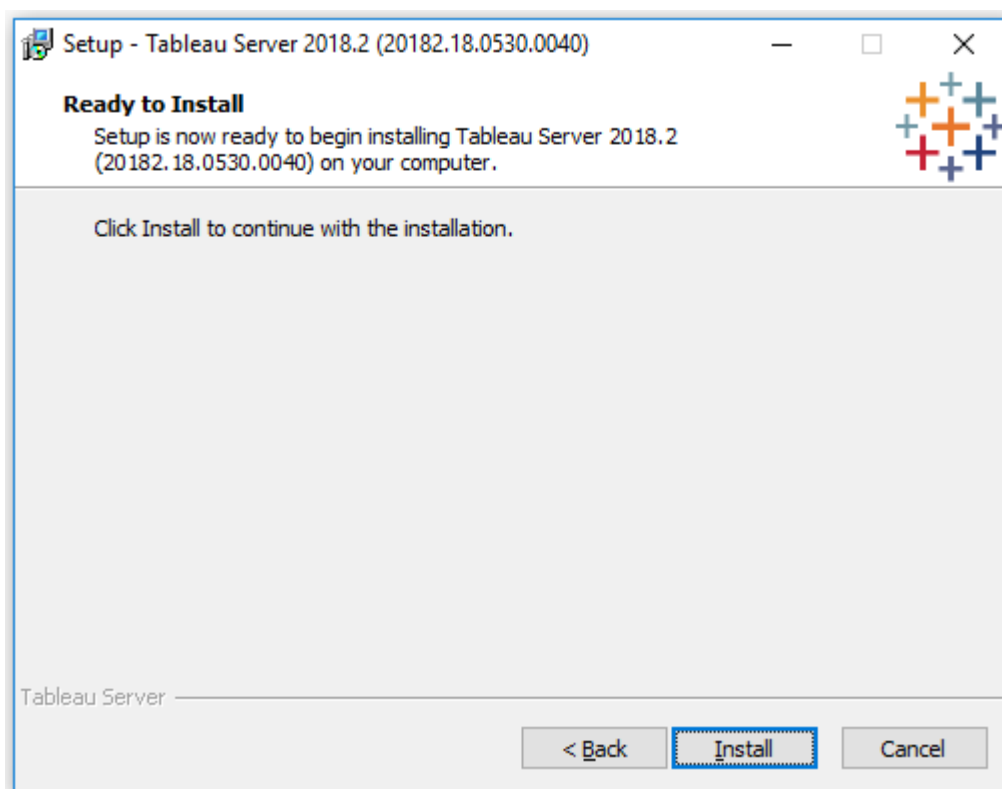 Setup - Tableau Server 2018.2 (20182.18.0530.0040)
Ready to Install
Setup is now ready to begin installing Tableau Server 2018.2
(20182.18.0530.0040) on your computer.
Click Install to continue with the installation.
Tableau Server
< Back Install Cancel